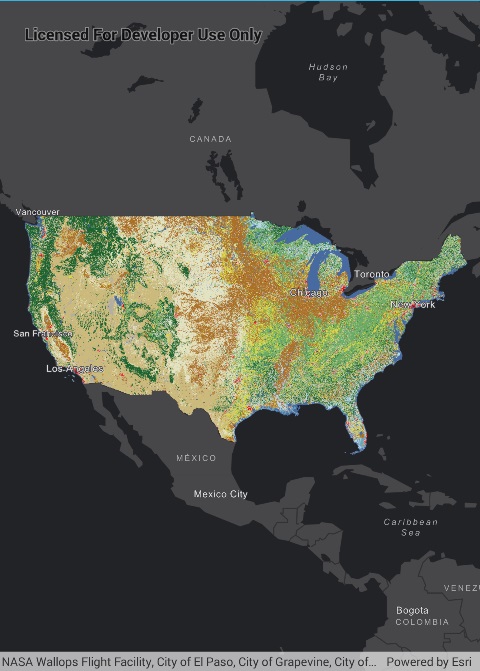 Licensed For Developer Use Only
Hudson
Bay
CANADA
Vancouver
Toronto
Chicago
New York
San Francisco
Los Angeles
MÉXICO
Mexico City
Caribbean
Sea
VENEZ
Bogota
COLOMBIA
NASA Wallops Flight Facility, City of El Paso, City of Grapevine, City of... Powered by Esri